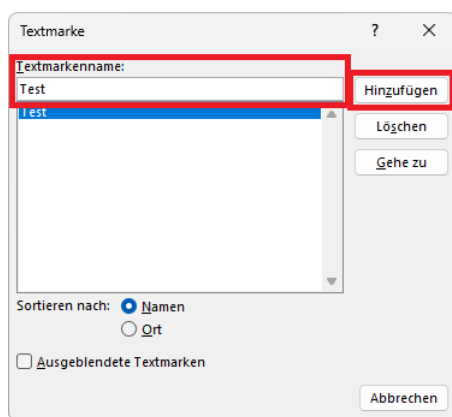 Textmarke ?
Textmarkenname:
Test
Hinzufügen
Test
Löschen
Gehe zu
Sortieren nach: Namen
Ort
Ausgeblendete Textmarken
Abbrechen